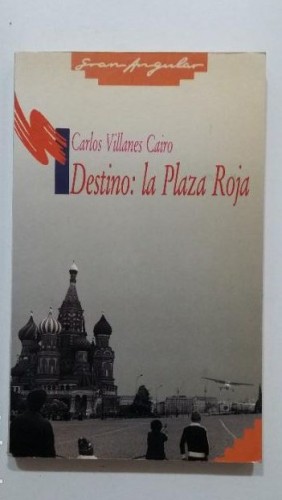 Gran Angular
Carlos Villanes Cairo
Destino: la Plaza Roja